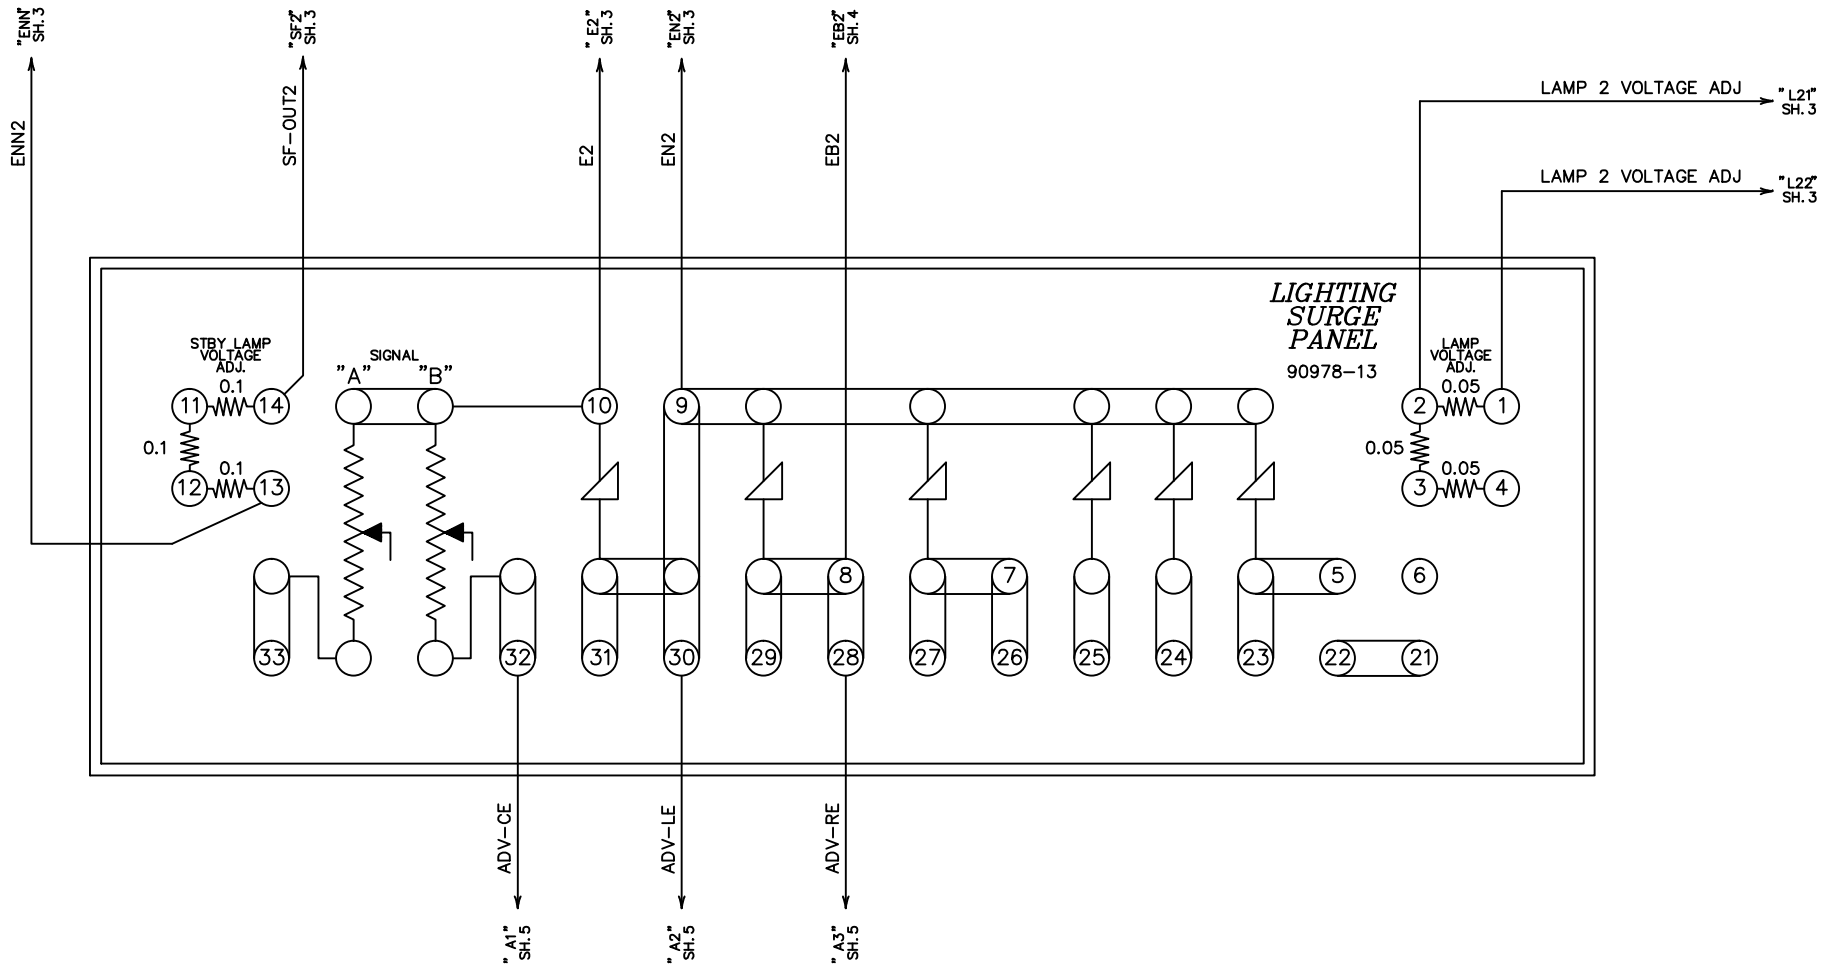 "ENN"
SH.3
"SF2"
SH.3
"E2"
SH.3
"EN2"
SH.3
"EB2"
SH.4
LAMP 2 VOLTAGE ADJ
"L21"
SH.3
LAMP 2 VOLTAGE ADJ
"L22"
SH.3
ENN2
SF-OUT2
E2
EN2
EB2
LIGHTING
SURGE
PANEL
90978-13
STBY LAMP
VOLTAGE
ADJ.
SIGNAL
"A"
"B"
LAMP
VOLTAGE
ADJ.
0.1
0.05
11
14
10
9
2
1
0.1
0.05
0.1
0.05
12
13
3
4
8
7
5
6
33
32
31
30
29
28
27
26
25
24
23
22
21
ADV-CE
ADV-LE
ADV-RE
"A1"
SH.5
"A2"
SH.5
"A3"
SH.5